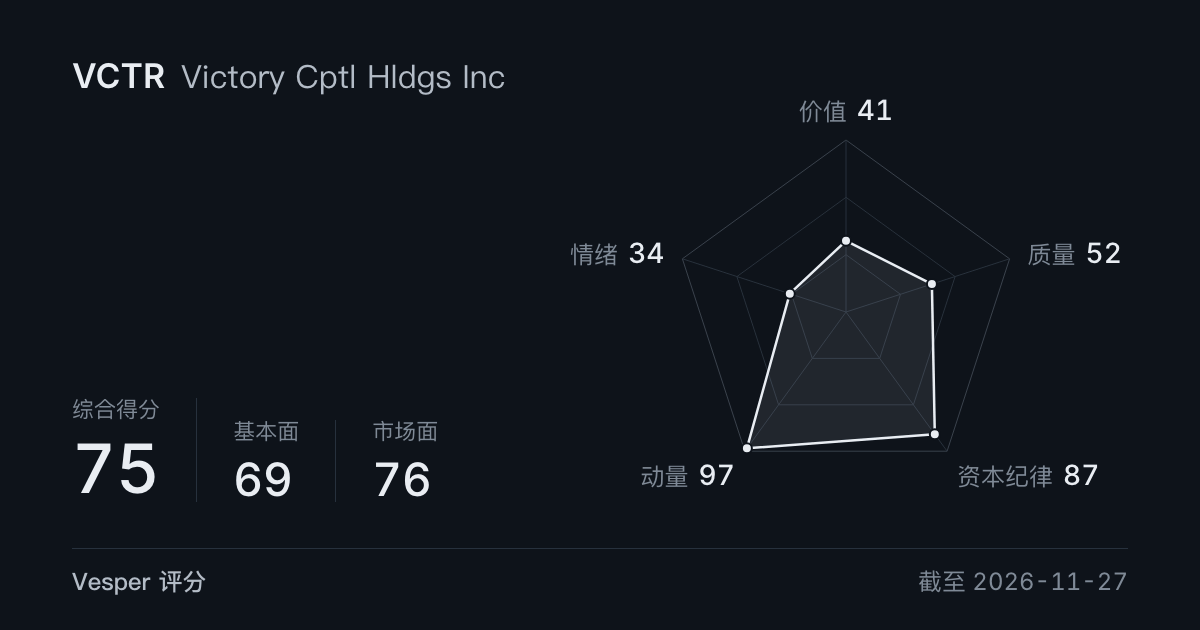 VCTR Victory Cptl Hldgs Inc
价值 41
情绪 34
质量 52
动量 97
资本纪律 87
综合得分
75
基本面
69
市场面
76
Vesper 评分
截至 2026-11-27